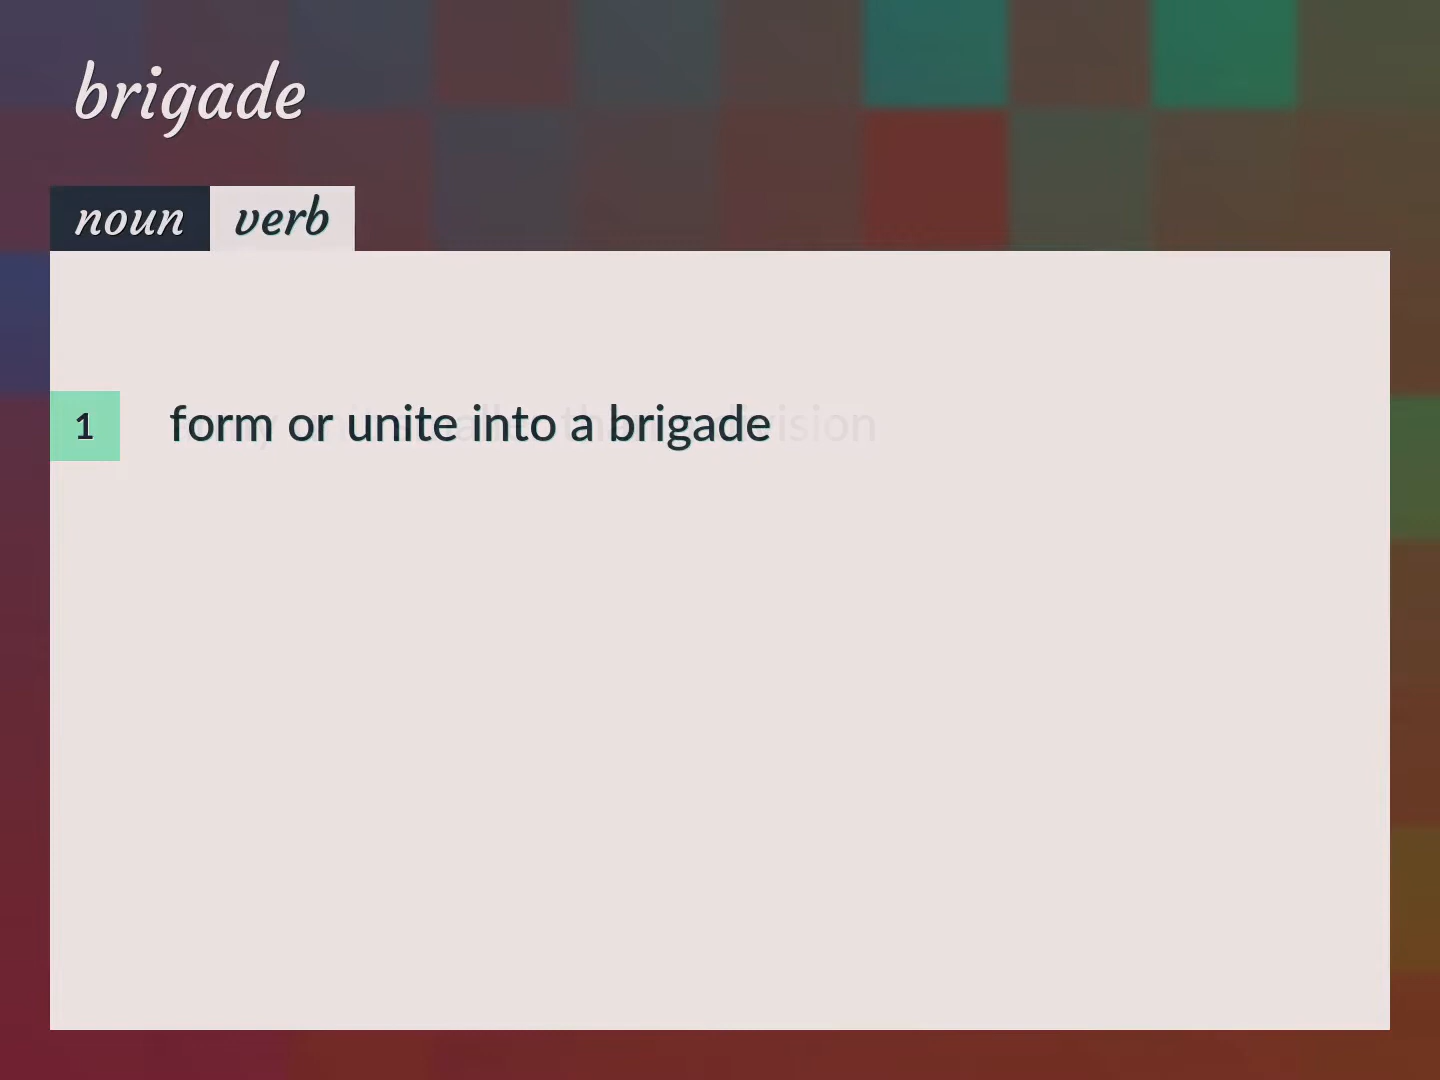 brigade
noun verb
1 form or unite into a brigade